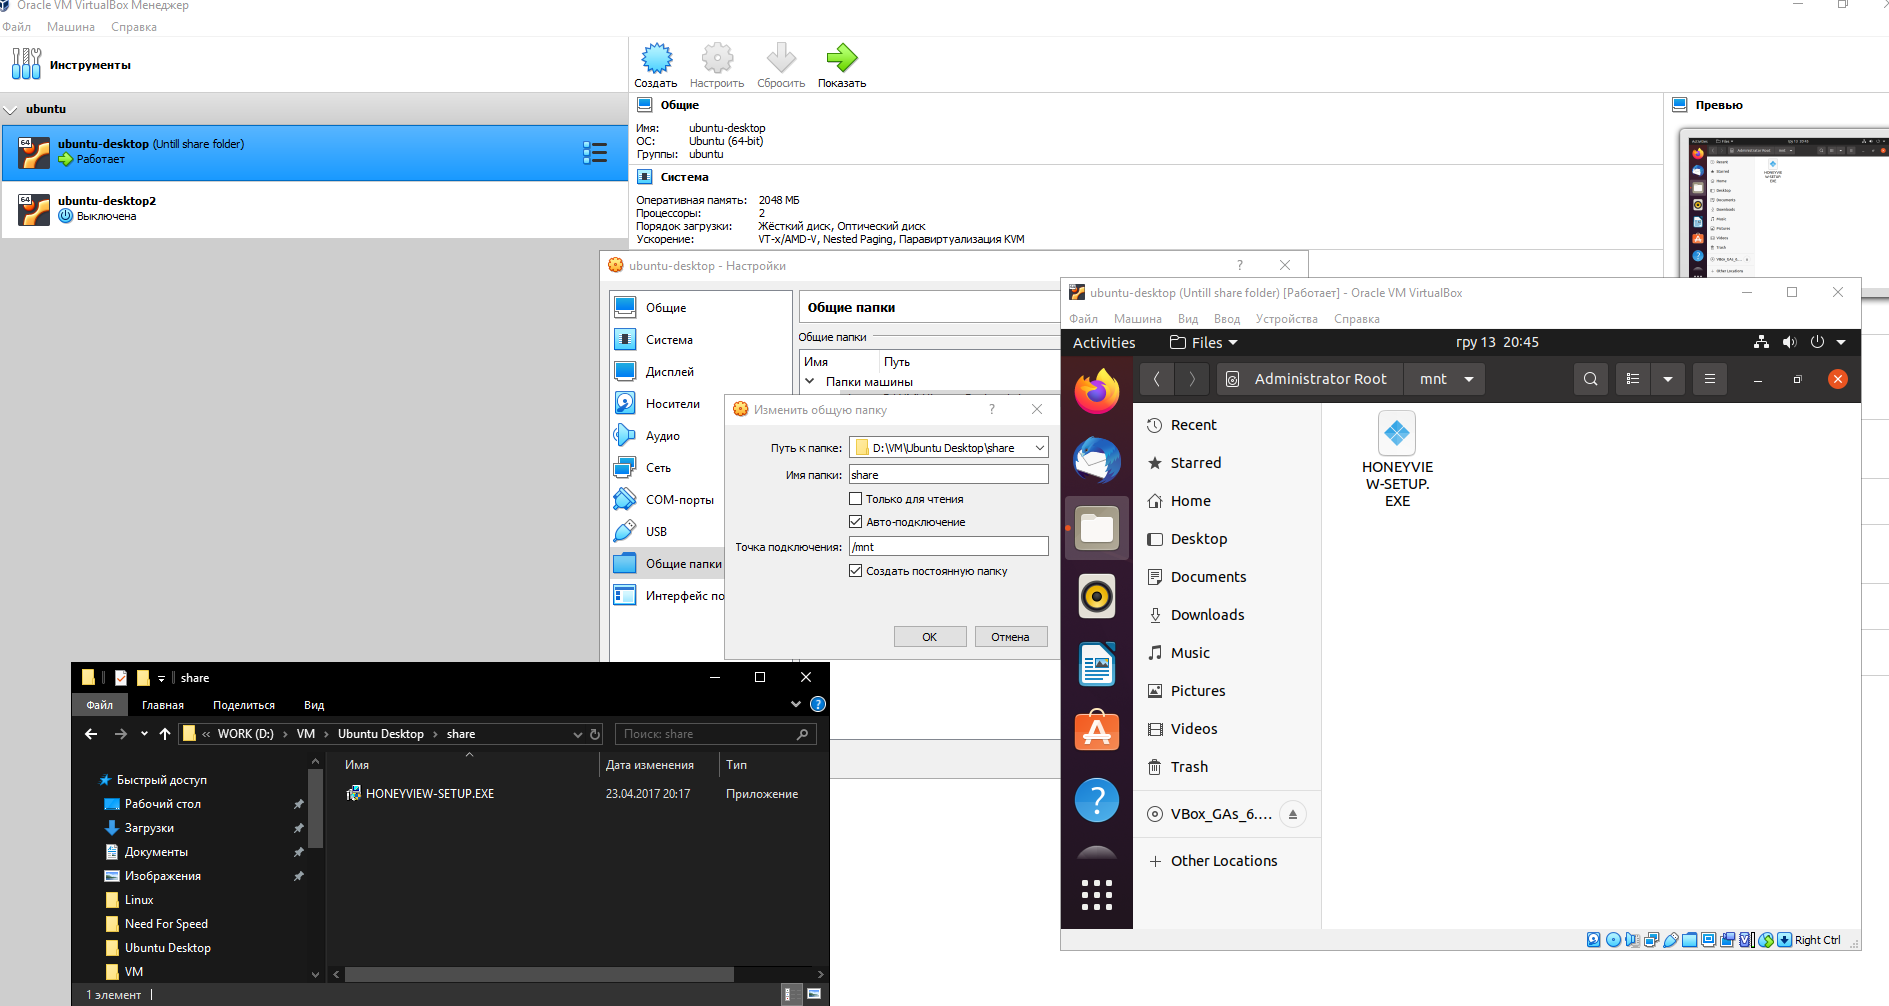 Oracle VM VirtualBox Менеджер
Файл Машина Справка
Инструменты
Создать Настроить Сбросить Показать
ubuntu
64
ubuntu-desktop (Untill share folder)
Работает
64
ubuntu-desktop2
Выключена
Общие
Имя: ubuntu-desktop
ОС: Ubuntu (64-bit)
Группы: ubuntu
Система
Оперативная память: 2048 МБ
Процессоры: 2
Порядок загрузки: Жёсткий диск, Оптический диск
Ускорение: VT-x/AMD-V, Nested Paging, Паравиртуализация KVM
Превью
ubuntu-desktop - Настройки
?
Общие
Система
Дисплей
Носители
Аудио
Сеть
COM-порты
USB
Общие папки
Интерфейс по
Общие папки
Общие папки
Имя Путь
Папки машины
Изменить общую папку
?
Путь к папке: D:\VM\Ubuntu Desktop\share
Имя папки: share
Только для чтения
Авто-подключение
Точка подключения: /mnt
Создать постоянную папку
OK Отмена
ubuntu-desktop (Untill share folder) [Работает] - Oracle VM VirtualBox
Файл Машина Вид Ввод Устройства Справка
Activities Files гру 13 20:45
Administrator Root mnt
Recent
Starred
Home
Desktop
Documents
Downloads
Music
Pictures
Videos
Trash
VBox_GAs_6....
Other Locations
HONEYVIE
W-SETUP.
EXE
Right Ctrl
share
Файл Главная Поделиться Вид
« WORK (D:) › VM › Ubuntu Desktop › share
Поиск: share
Быстрый доступ
Рабочий стол
Загрузки
Документы
Изображения
Linux
Need For Speed
Ubuntu Desktop
VM
Имя Дата изменения Тип
HONEYVIEW-SETUP.EXE 23.04.2017 20:17 Приложение
1 элемент